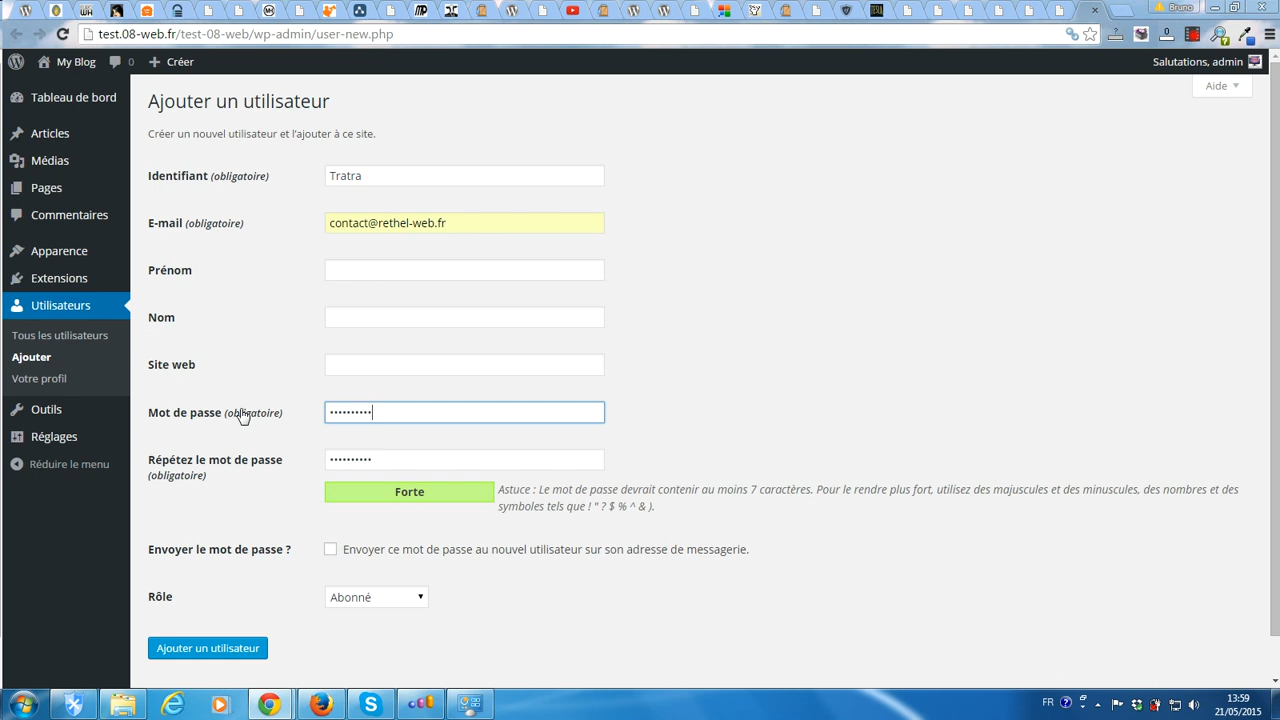 Bruno
test.08-web.fr/test-08-web/wp-admin/user-new.php
My Blog 0 Créer Salutations, admin
Aide
Tableau de bord
Articles
Médias
Pages
Commentaires
Apparence
Extensions
Utilisateurs
Tous les utilisateurs
Ajouter
Votre profil
Outils
Réglages
Réduire le menu
Ajouter un utilisateur
Créer un nouvel utilisateur et l'ajouter à ce site.
Identifiant (obligatoire) Tratra
E-mail (obligatoire) contact@rethel-web.fr
Prénom
Nom
Site web
Mot de passe (obligatoire) ••••••••••
Répétez le mot de passe ••••••••••
(obligatoire)
Forte
Astuce : Le mot de passe devrait contenir au moins 7 caractères. Pour le rendre plus fort, utilisez des majuscules et des minuscules, des nombres et des
symboles tels que ! " ? $ % ^ & ).
Envoyer le mot de passe ? Envoyer ce mot de passe au nouvel utilisateur sur son adresse de messagerie.
Rôle Abonné
Ajouter un utilisateur
FR 13:59
21/05/2015